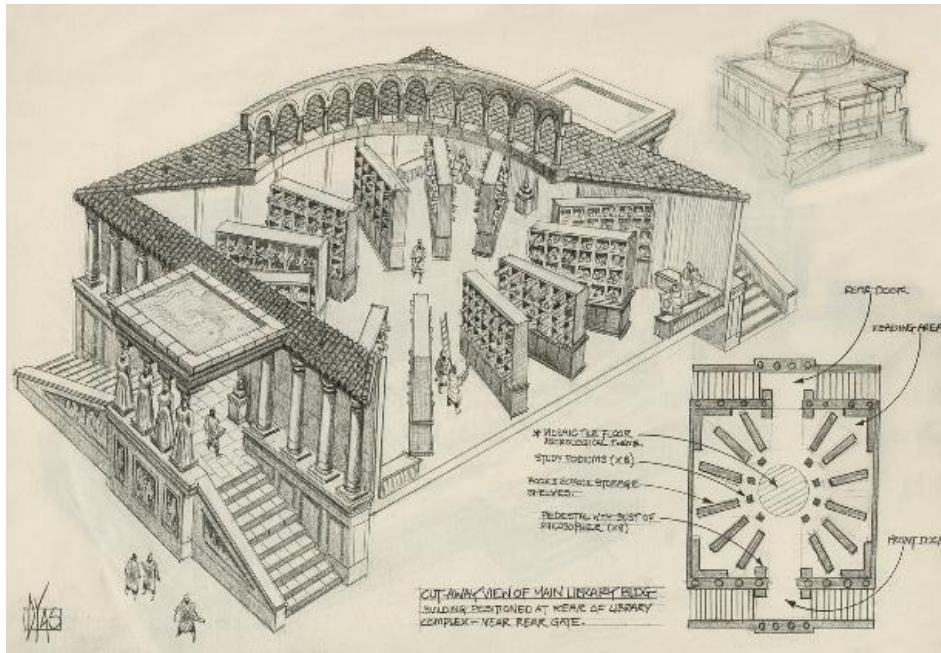 REAR DOOR
READING AREA
* MOSAIC TILE FLOOR
ASTROLOGICAL THEME.
STUDY PODIUMS (X8)
BOOK & SCROLL STORAGE
SHELVES.
PEDESTAL WITH BUST OF
PHILOSOPHER (X8)
FRONT DOOR
CUT-AWAY VIEW OF MAIN LIBRARY BLDG
BUILDING POSITIONED AT REAR OF LIBRARY
COMPLEX – NEAR REAR GATE.